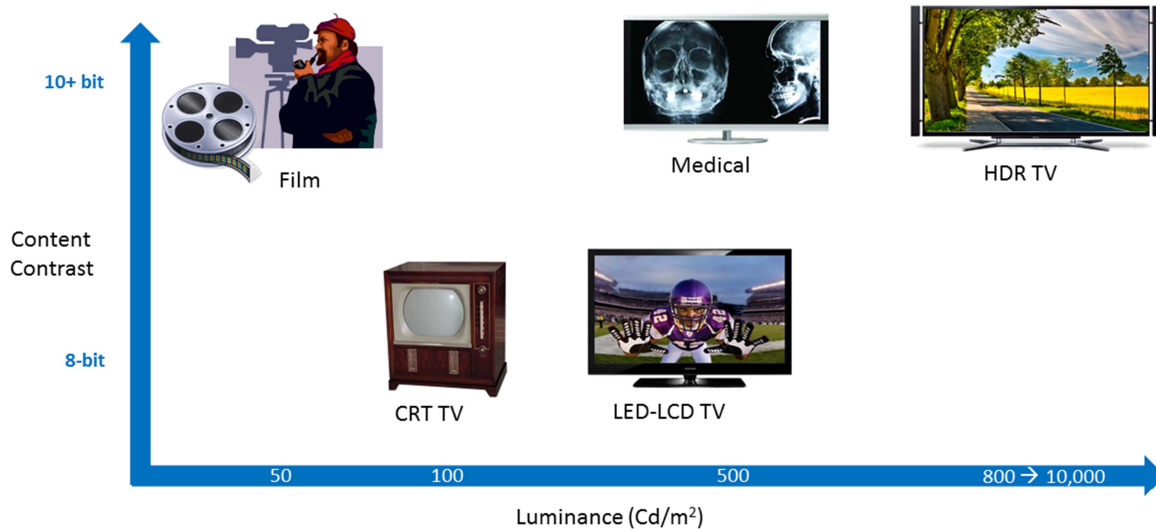 10+ bit
Film
Medical
HDR TV
Content
Contrast
8-bit
42
CRT TV
LED-LCD TV
50
100
500
800 → 10,000
Luminance (Cd/m²)